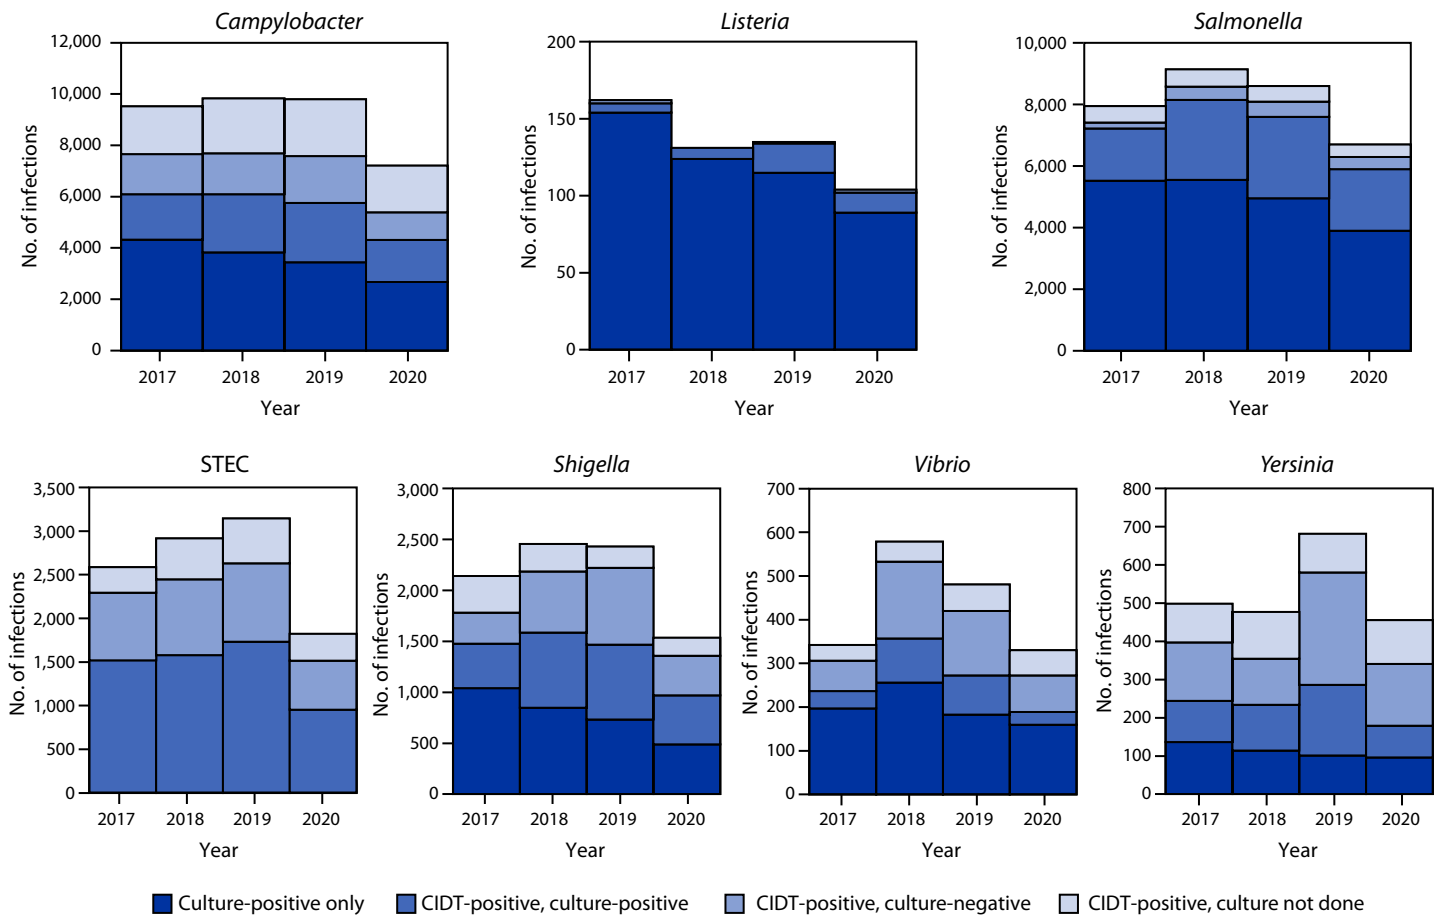 Campylobacter
No. of infections
12,000
10,000
8,000
6,000
4,000
2,000
0
2017 2018 2019 2020
Year
Listeria
No. of infections
200
150
100
50
0
2017 2018 2019 2020
Year
Salmonella
No. of infections
10,000
8,000
6,000
4,000
2,000
0
2017 2018 2019 2020
Year
STEC
No. of infections
3,500
3,000
2,500
2,000
1,500
1,000
500
0
2017 2018 2019 2020
Year
Shigella
No. of infections
3,000
2,500
2,000
1,500
1,000
500
0
2017 2018 2019 2020
Year
Vibrio
No. of infections
700
600
500
400
300
200
100
0
2017 2018 2019 2020
Year
Yersinia
No. of infections
800
700
600
500
400
300
200
100
0
2017 2018 2019 2020
Year
Culture-positive only CIDT-positive, culture-positive CIDT-positive, culture-negative CIDT-positive, culture not done